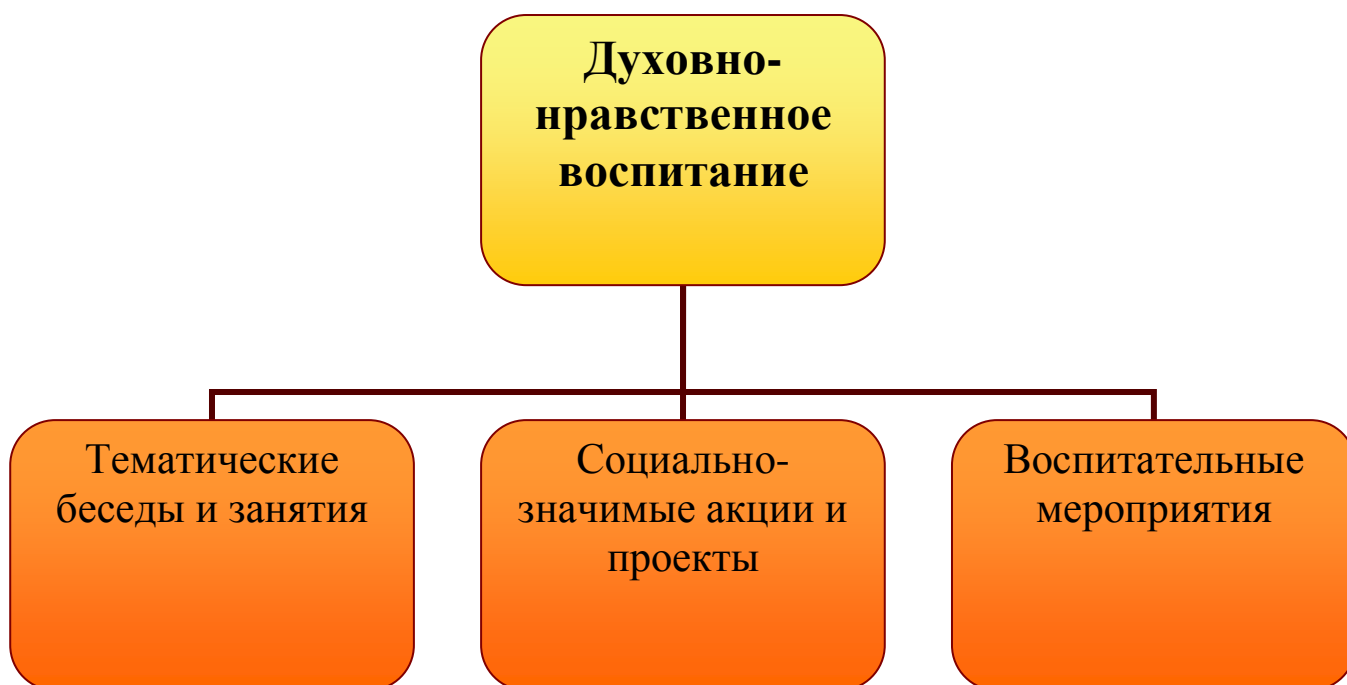 Духовно-
нравственное
воспитание
Тематические
беседы и занятия
Социально-
значимые акции и
проекты
Воспитательные
мероприятия